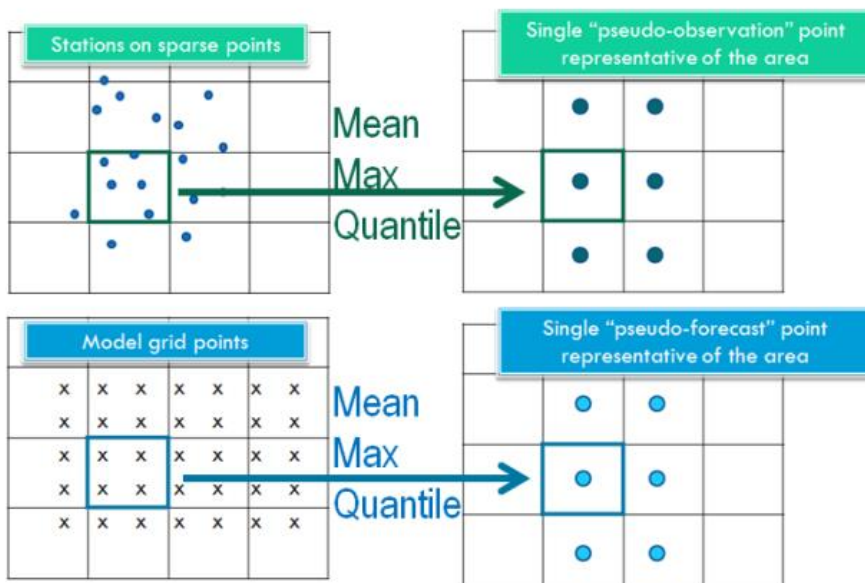 Stations on sparse points
Single “pseudo-observation” point
representative of the area
Mean
Max
Quantile
Model grid points
Single “pseudo-forecast” point
representative of the area
x x x x x x x
x x x x x x x
x x x x x x x
x x x x x x x
x x x x x x x
Mean
Max
Quantile